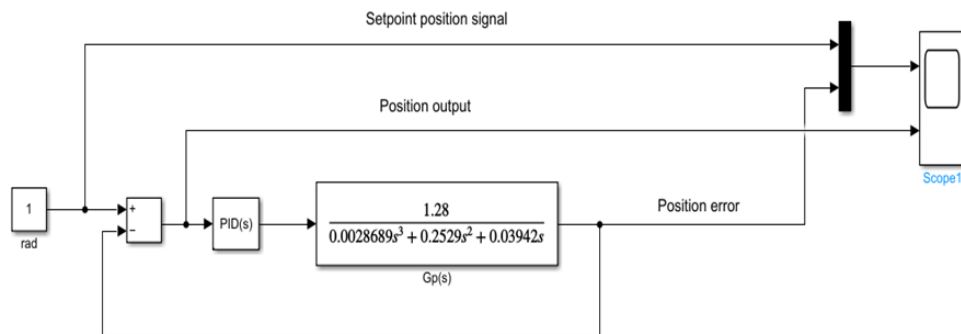 Setpoint position signal
Position output
Scope1
1
+
−
PID(s)
1.28
0.0028689s³ + 0.2529s² + 0.03942s
Position error
rad
Gp(s)